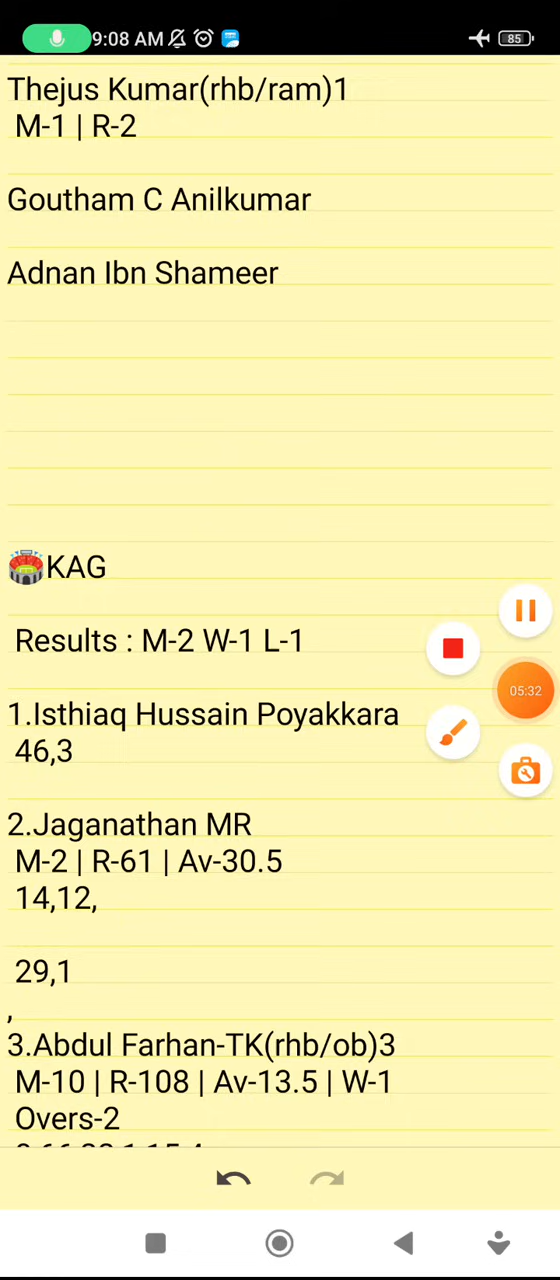 9:08 AM
85
Thejus Kumar(rhb/ram)1
M-1 | R-2
Goutham C Anilkumar
Adnan Ibn Shameer
KAG
Results : M-2 W-1 L-1
05:32
1.Isthiaq Hussain Poyakkara
46,3
2.Jaganathan MR
M-2 | R-61 | Av-30.5
14,12,
29,1
,
3.Abdul Farhan-TK(rhb/ob)3
M-10 | R-108 | Av-13.5 | W-1
Overs-2